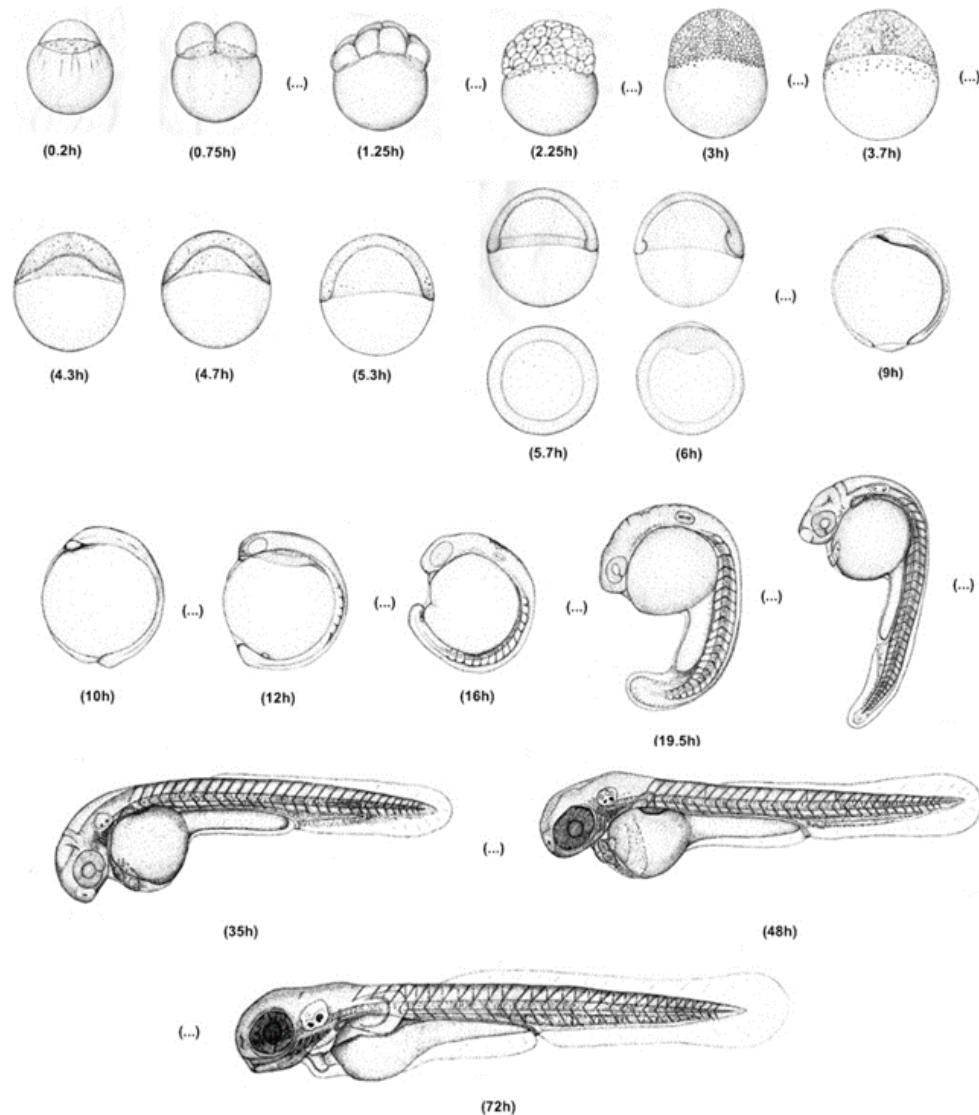 (...) (...) (...) (...) (...)
(0.2h) (0.75h) (1.25h) (2.25h) (3h) (3.7h)
(...)
(4.3h) (4.7h) (5.3h) (9h)
(5.7h) (6h)
(...) (...) (...) (...) (...)
(10h) (12h) (16h)
(19.5h)
(...)
(35h) (48h)
(...)
(72h)